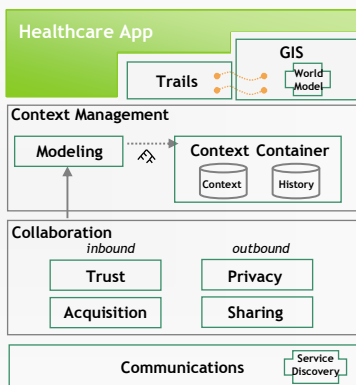 Healthcare App
GIS
Trails
World
Model
Context Management
Modeling
Context Container
Context
History
Collaboration
inbound
outbound
Trust
Privacy
Acquisition
Sharing
Communications
Service
Discovery